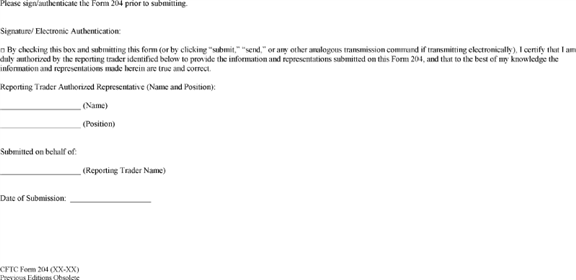 Please sign/authenticate the Form 204 prior to submitting.
Signature/ Electronic Authentication:
□ By checking this box and submitting this form (or by clicking “submit,” “send,” or any other analogous transmission command if transmitting electronically), I certify that I am
duly authorized by the reporting trader identified below to provide the information and representations submitted on this Form 204, and that to the best of my knowledge the
information and representations made herein are true and correct.
Reporting Trader Authorized Representative (Name and Position):
____________________ (Name)
____________________ (Position)
Submitted on behalf of:
____________________ (Reporting Trader Name)
Date of Submission: ____________________
CFTC Form 204 (XX-XX)
Previous Editions Obsolete